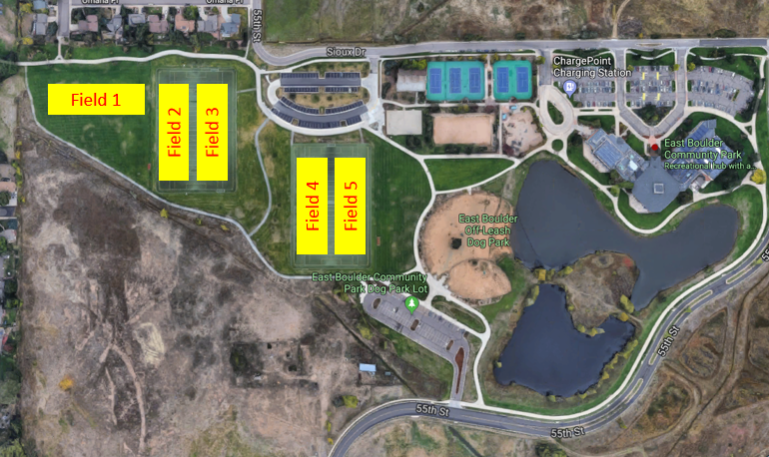 Omaha Pl
Omaha Pl
55th St
Sioux Dr
ChargePoint
Charging Station
Field 1
Field 2
Field 3
Field 4
Field 5
East Boulder
Community Park
Recreational hub with a...
East Boulder
Off-Leash
Dog Park
East Boulder Community
Park Dog Park Lot
55th St
55th St
55th St